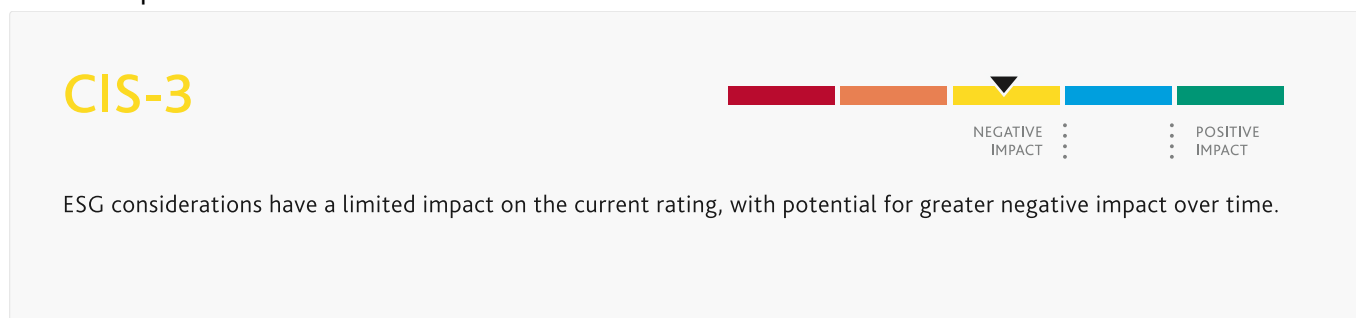 CIS-3
NEGATIVE
IMPACT
POSITIVE
IMPACT
ESG considerations have a limited impact on the current rating, with potential for greater negative impact over time.